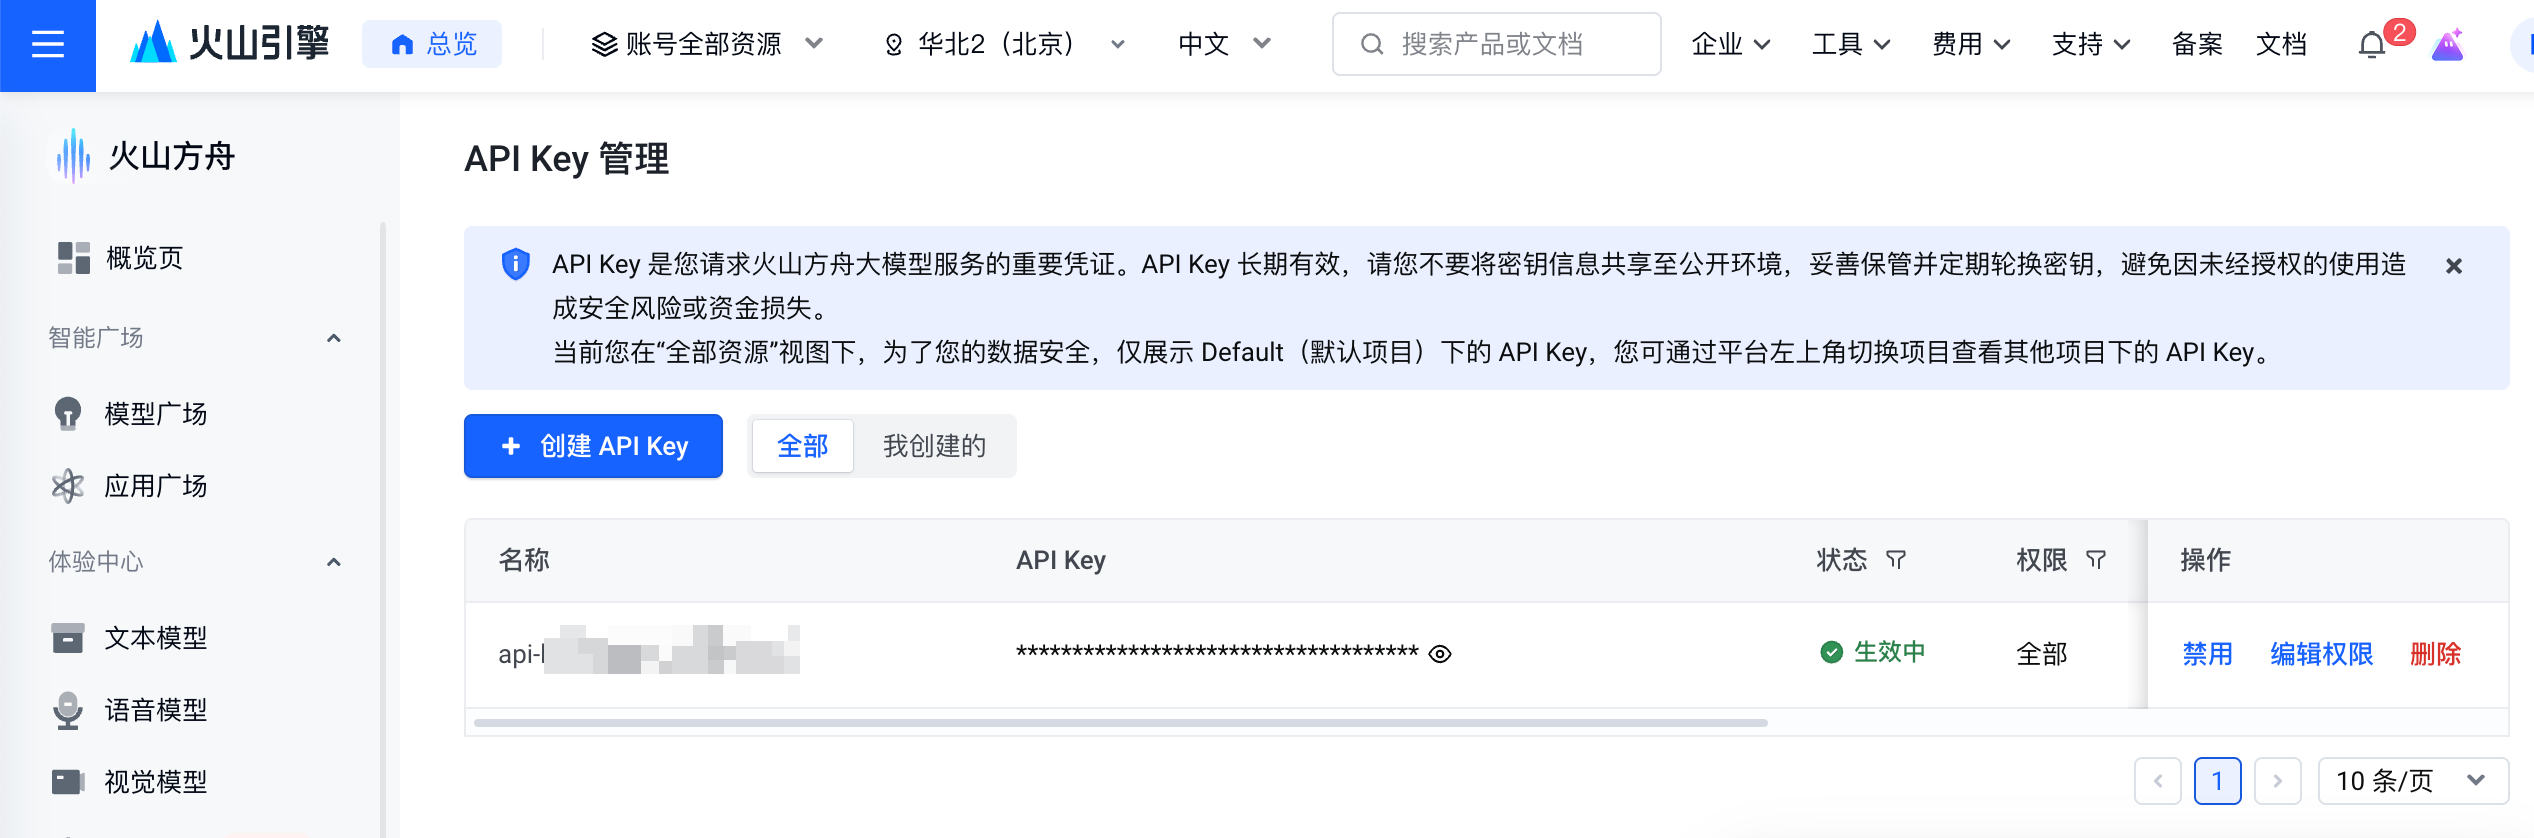 火山引擎
总览
账号全部资源
华北2（北京）
中文
搜索产品或文档
企业
工具
费用
支持
备案
文档
2
火山方舟
概览页
智能广场
模型广场
应用广场
体验中心
文本模型
语音模型
视觉模型
API Key 管理
API Key 是您请求火山方舟大模型服务的重要凭证。API Key 长期有效，请您不要将密钥信息共享至公开环境，妥善保管并定期轮换密钥，避免因未经授权的使用造
成安全风险或资金损失。
当前您在“全部资源”视图下，为了您的数据安全，仅展示 Default（默认项目）下的 API Key，您可通过平台左上角切换项目查看其他项目下的 API Key。
+ 创建 API Key
全部
我创建的
名称 API Key 状态 权限 操作
api- ************************************ 生效中 全部 禁用 编辑权限 删除
1
10 条/页